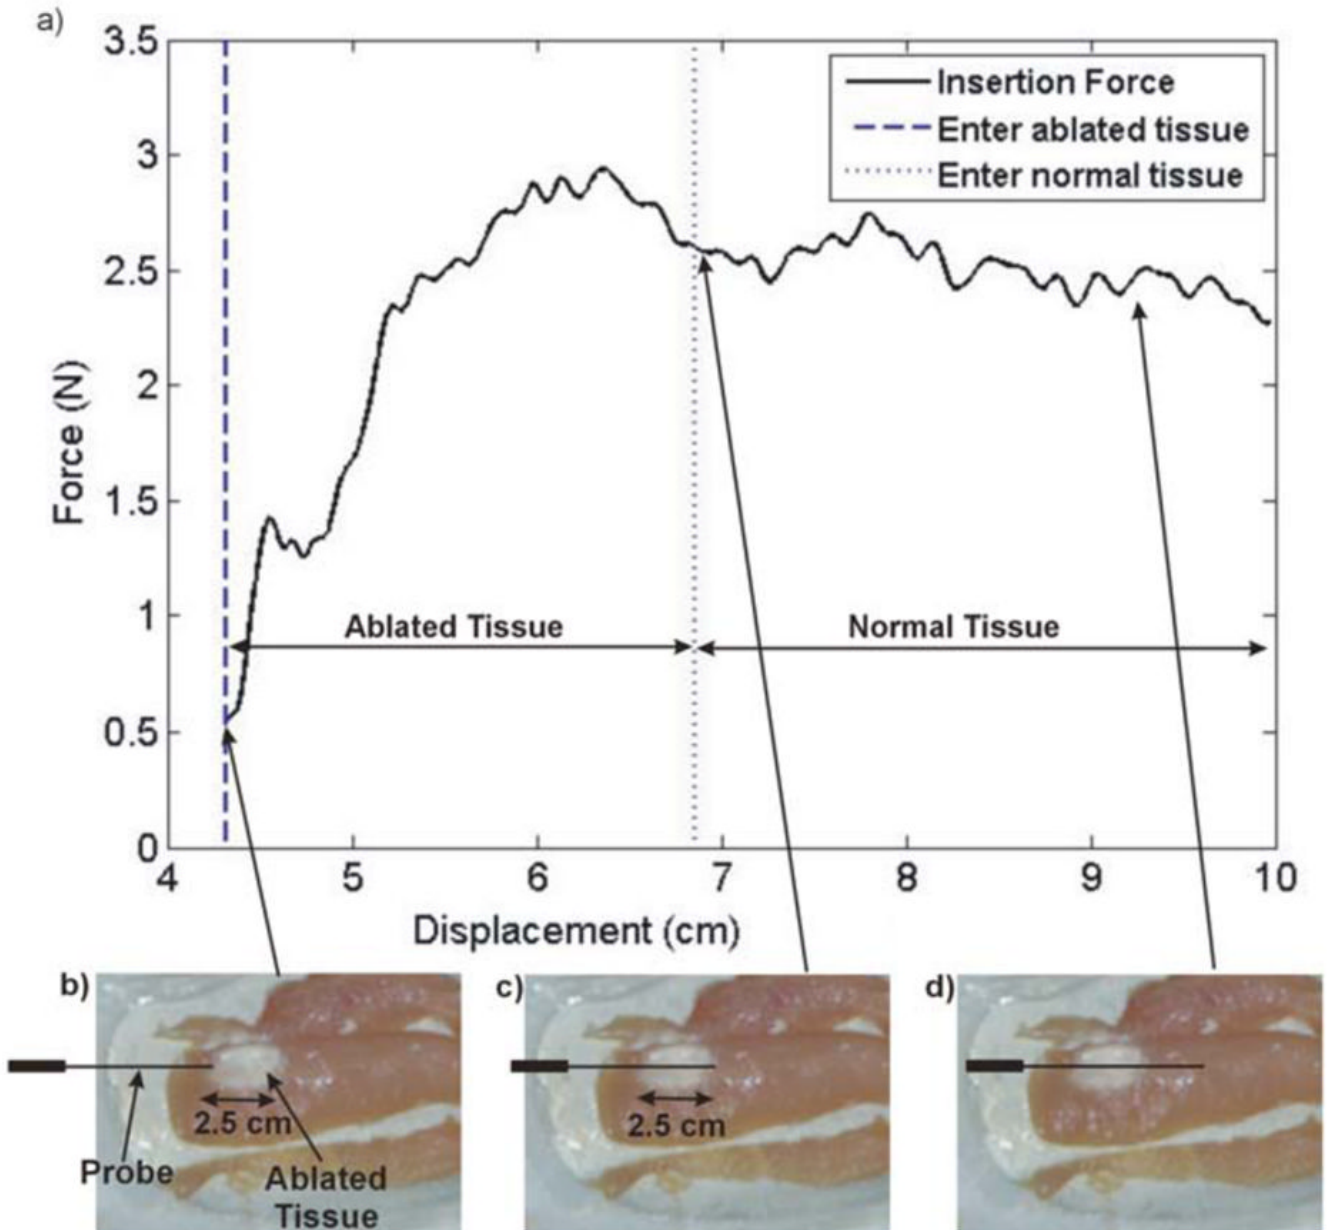 a)
3.5
3
2.5
2
1.5
1
0.5
0
Force (N)
Insertion Force
Enter ablated tissue
Enter normal tissue
Ablated Tissue
Normal Tissue
4 5 6 7 8 9 10
Displacement (cm)
b)
2.5 cm
Probe
Ablated
Tissue
c)
2.5 cm
d)